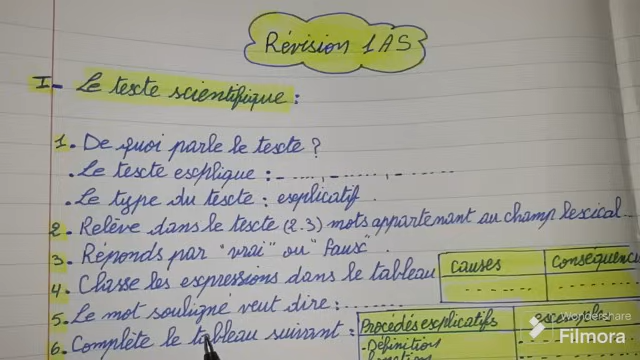 Révision 1AS
I- Le texte scientifique :
1. De quoi parle le texte ?
. Le texte explique : - ...., - ....., - .......
. Le type du texte : explicatif.
2. Relève dans le texte (2.3) mots appartenant au champ lexical...
3. Réponds par "vrai" ou "faux"
4. Classe les expressions dans le tableau
causes
conséquence
5. Le mot souligné veut dire : .......
6. Complète le tableau suivant :
Procédés explicatifs
exemples
- Définition
Wondershare
Filmora